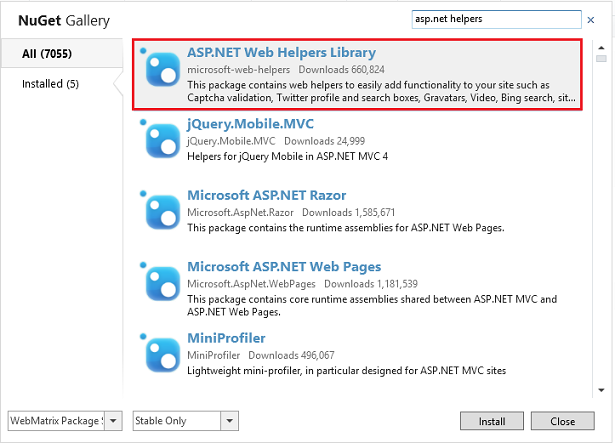 NuGet Gallery
asp.net helpers
All (7055)
Installed (5)
ASP.NET Web Helpers Library
microsoft-web-helpers Downloads 660,824
This package contains web helpers to easily add functionality to your site such as
Captcha validation, Twitter profile and search boxes, Gravatars, Video, Bing search, sit...
jQuery.Mobile.MVC
jQuery.Mobile.MVC Downloads 24,999
Helpers for jQuery Mobile in ASP.NET MVC 4
Microsoft ASP.NET Razor
Microsoft.AspNet.Razor Downloads 1,585,671
This package contains the runtime assemblies for ASP.NET Web Pages.
Microsoft ASP.NET Web Pages
Microsoft.AspNet.WebPages Downloads 1,181,539
This package contains core runtime assemblies shared between ASP.NET MVC and
ASP.NET Web Pages.
MiniProfiler
MiniProfiler Downloads 496,067
Lightweight mini-profiler, in particular designed for ASP.NET MVC sites
WebMatrix Package
Stable Only
Install
Close